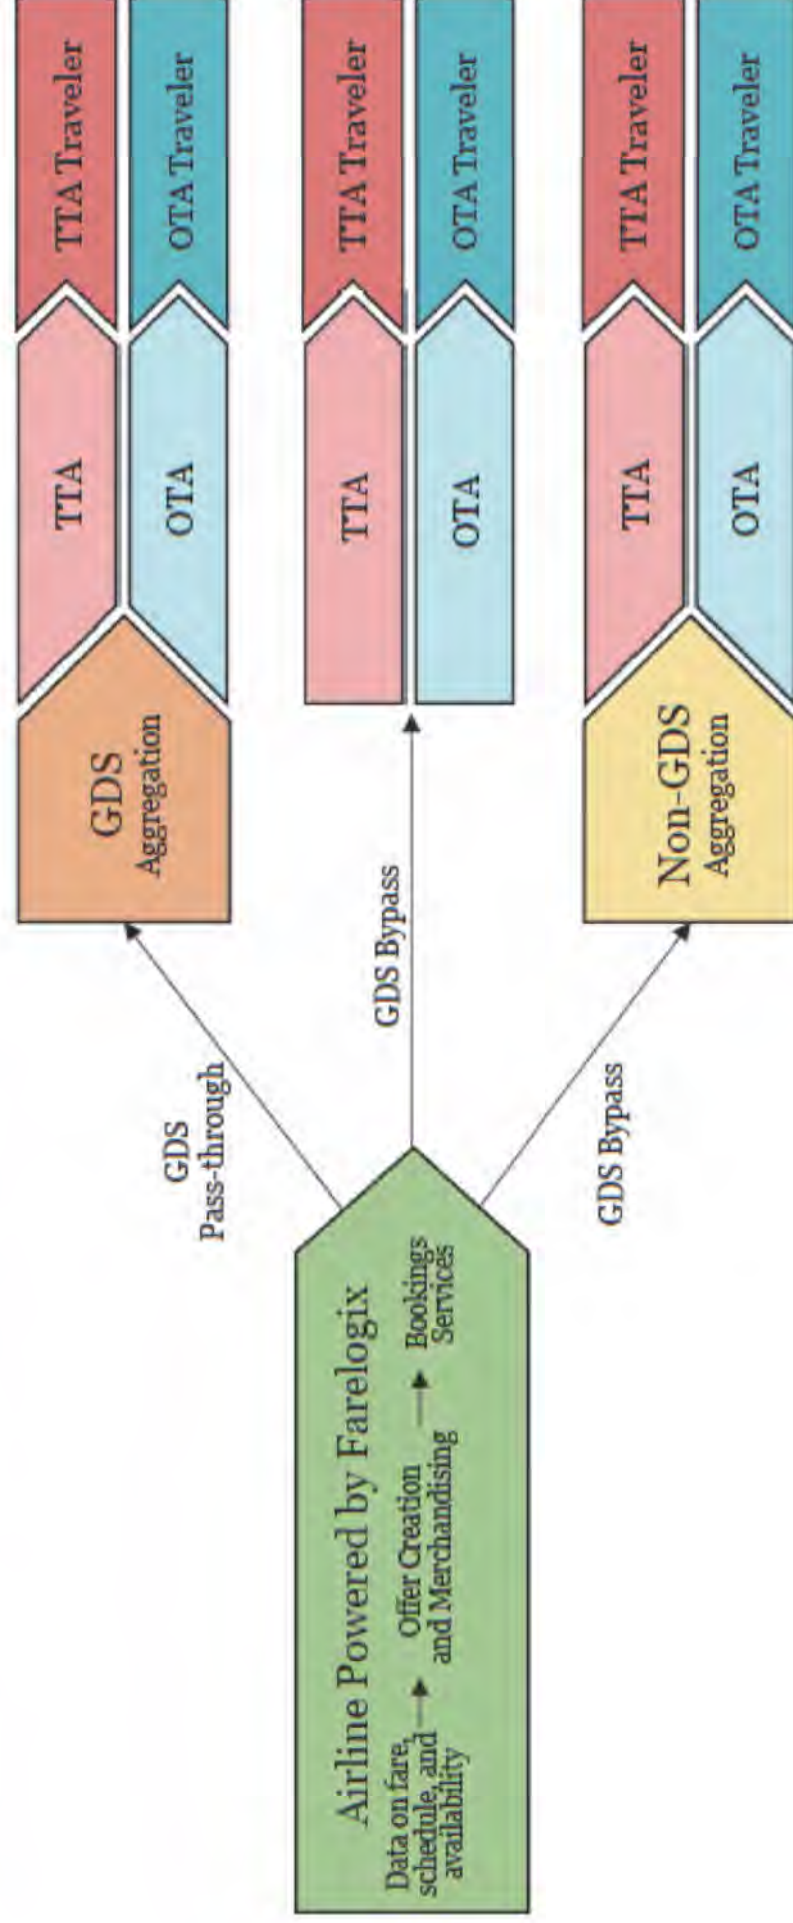 Airline Powered by Farelogix
Data on fare,
schedule, and
availability
Offer Creation
and Merchandising
Bookings
Services
GDS
Pass-through
GDS Bypass
GDS Bypass
GDS
Aggregation
TTA
TTA Traveler
OTA
OTA Traveler
TTA
TTA Traveler
OTA
OTA Traveler
Non-GDS
Aggregation
TTA
TTA Traveler
OTA
OTA Traveler